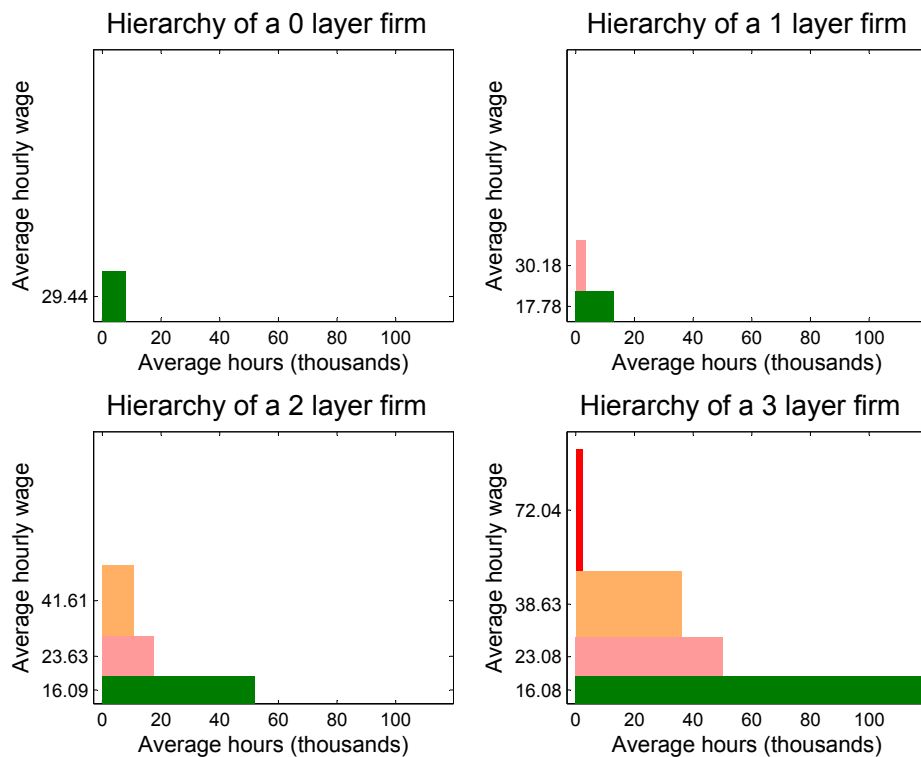 Hierarchy of a 0 layer firm
Average hourly wage
29.44
0 20 40 60 80 100
Average hours (thousands)
Hierarchy of a 1 layer firm
Average hourly wage
30.18
17.78
0 20 40 60 80 100
Average hours (thousands)
Hierarchy of a 2 layer firm
Average hourly wage
41.61
23.63
16.09
0 20 40 60 80 100
Average hours (thousands)
Hierarchy of a 3 layer firm
Average hourly wage
72.04
38.63
23.08
16.08
0 20 40 60 80 100
Average hours (thousands)